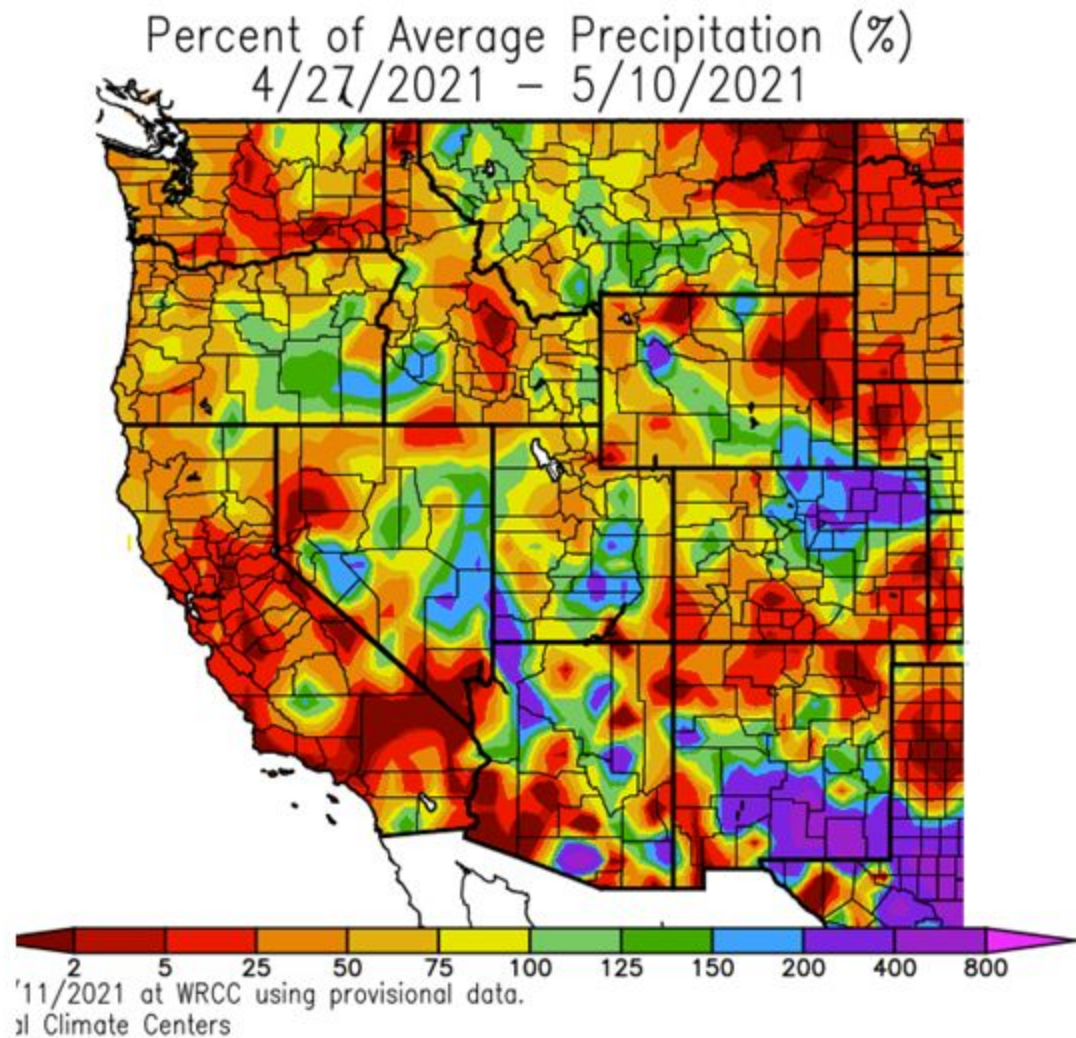 Percent of Average Precipitation (%)
4/27/2021 – 5/10/2021
2 5 25 50 75 100 125 150 200 400 800
'11/2021 at WRCC using provisional data.
al Climate Centers